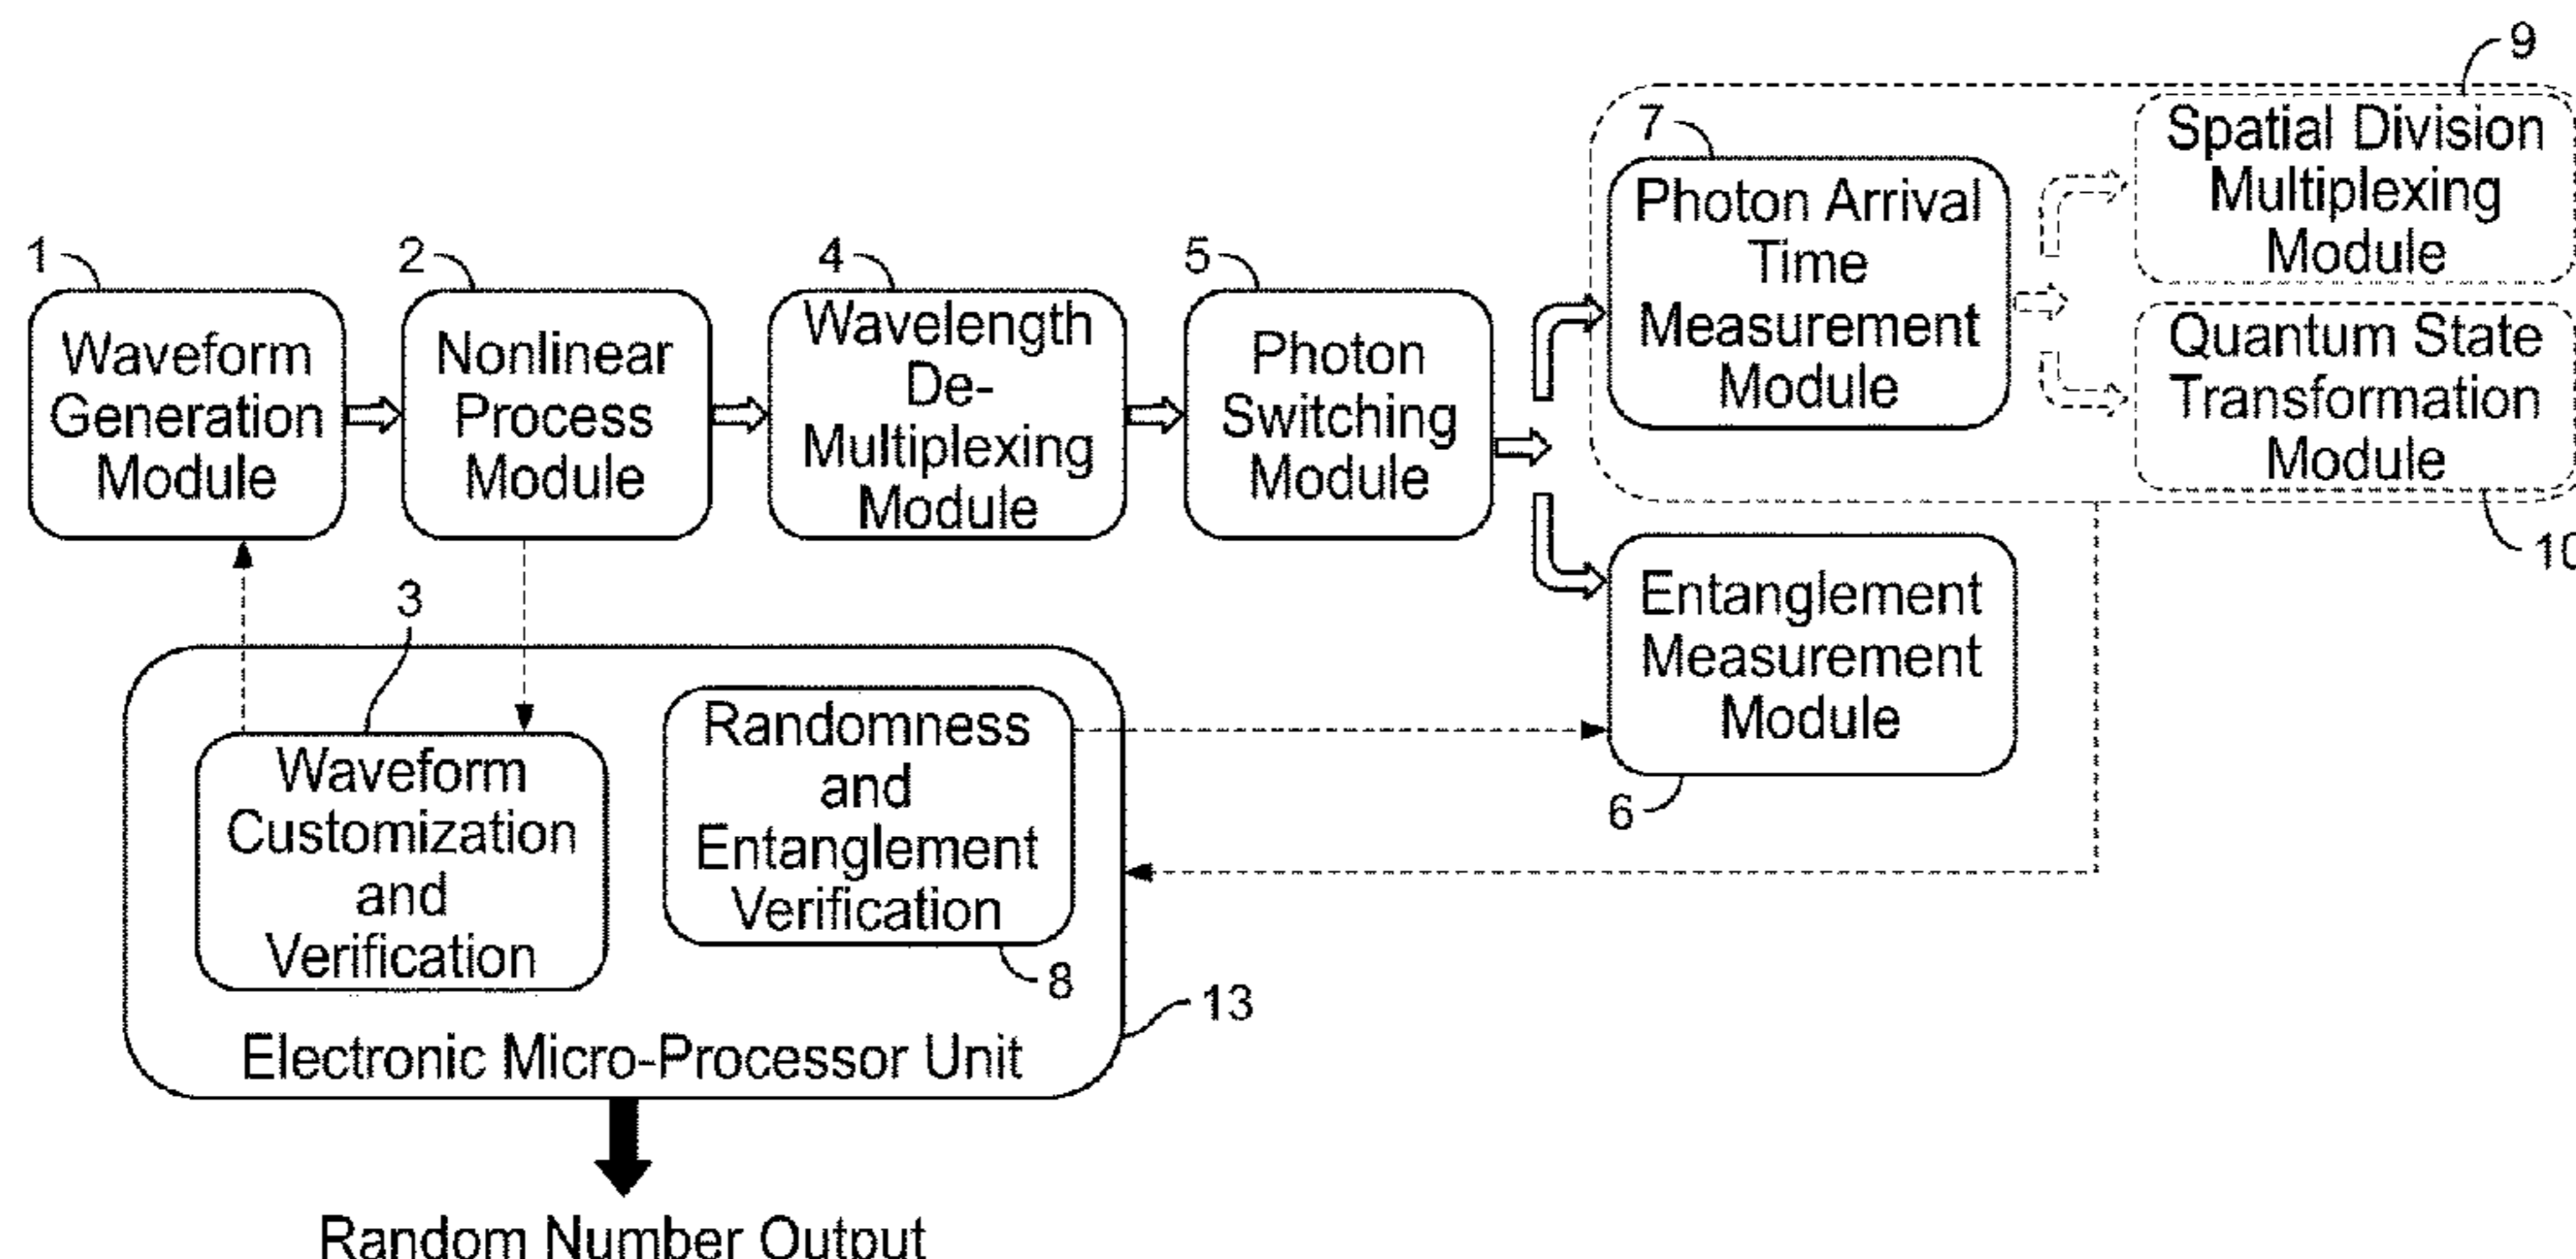 9
7
Spatial Division
Multiplexing
Module
Photon Arrival
Time
Measurement
Module
1
2
4
5
Waveform
Generation
Module
Nonlinear
Process
Module
Wavelength
De-
Multiplexing
Module
Photon
Switching
Module
Quantum State
Transformation
Module
10
3
Entanglement
Measurement
Module
6
Waveform
Customization
and
Verification
Randomness
and
Entanglement
Verification
8
13
Electronic Micro-Processor Unit
Random Number Output